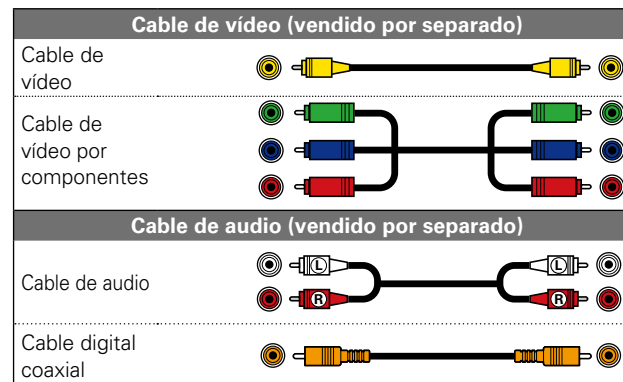 Cable de vídeo (vendido por separado)
Cable de
vídeo
Cable de
vídeo por
componentes
Cable de audio (vendido por separado)
Cable de audio
L
L
R
R
Cable digital
coaxial